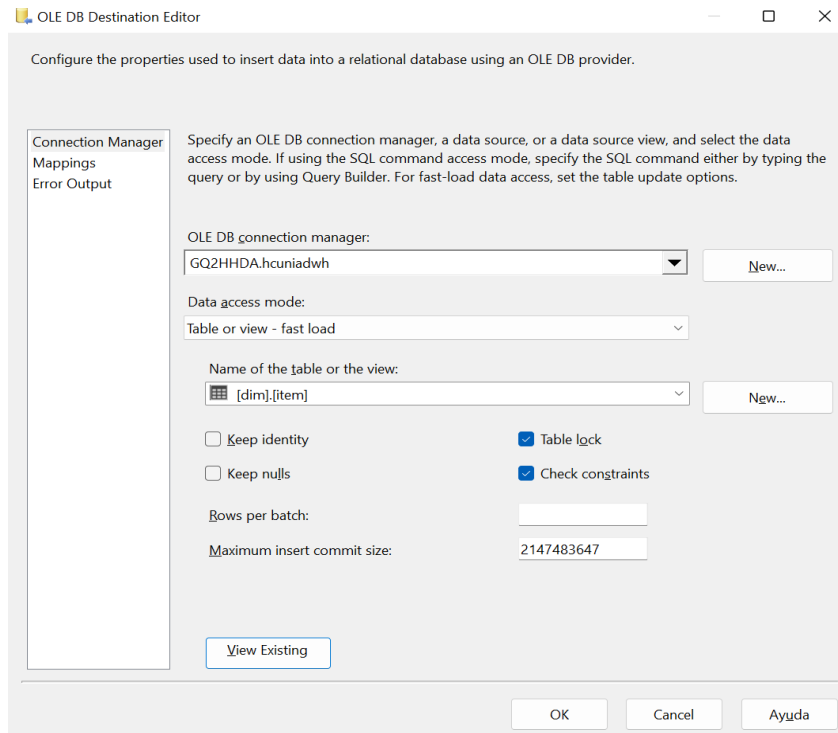 OLE DB Destination Editor
Configure the properties used to insert data into a relational database using an OLE DB provider.
Connection Manager
Mappings
Error Output
Specify an OLE DB connection manager, a data source, or a data source view, and select the data
access mode. If using the SQL command access mode, specify the SQL command either by typing the
query or by using Query Builder. For fast-load data access, set the table update options.
OLE DB connection manager:
GQ2HHDA.hcuniadwh
New...
Data access mode:
Table or view - fast load
Name of the table or the view:
[dim].[item]
New...
Keep identity
Table lock
Keep nulls
Check constraints
Rows per batch:
Maximum insert commit size:
2147483647
View Existing
OK
Cancel
Ayuda